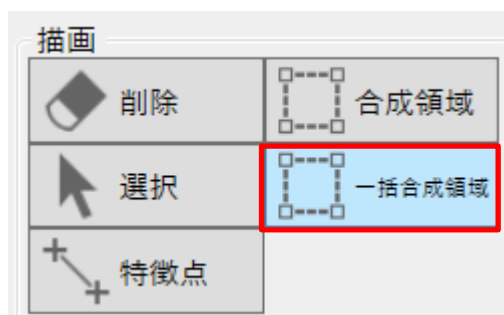 描画
削除
合成領域
選択
一括合成領域
特徴点